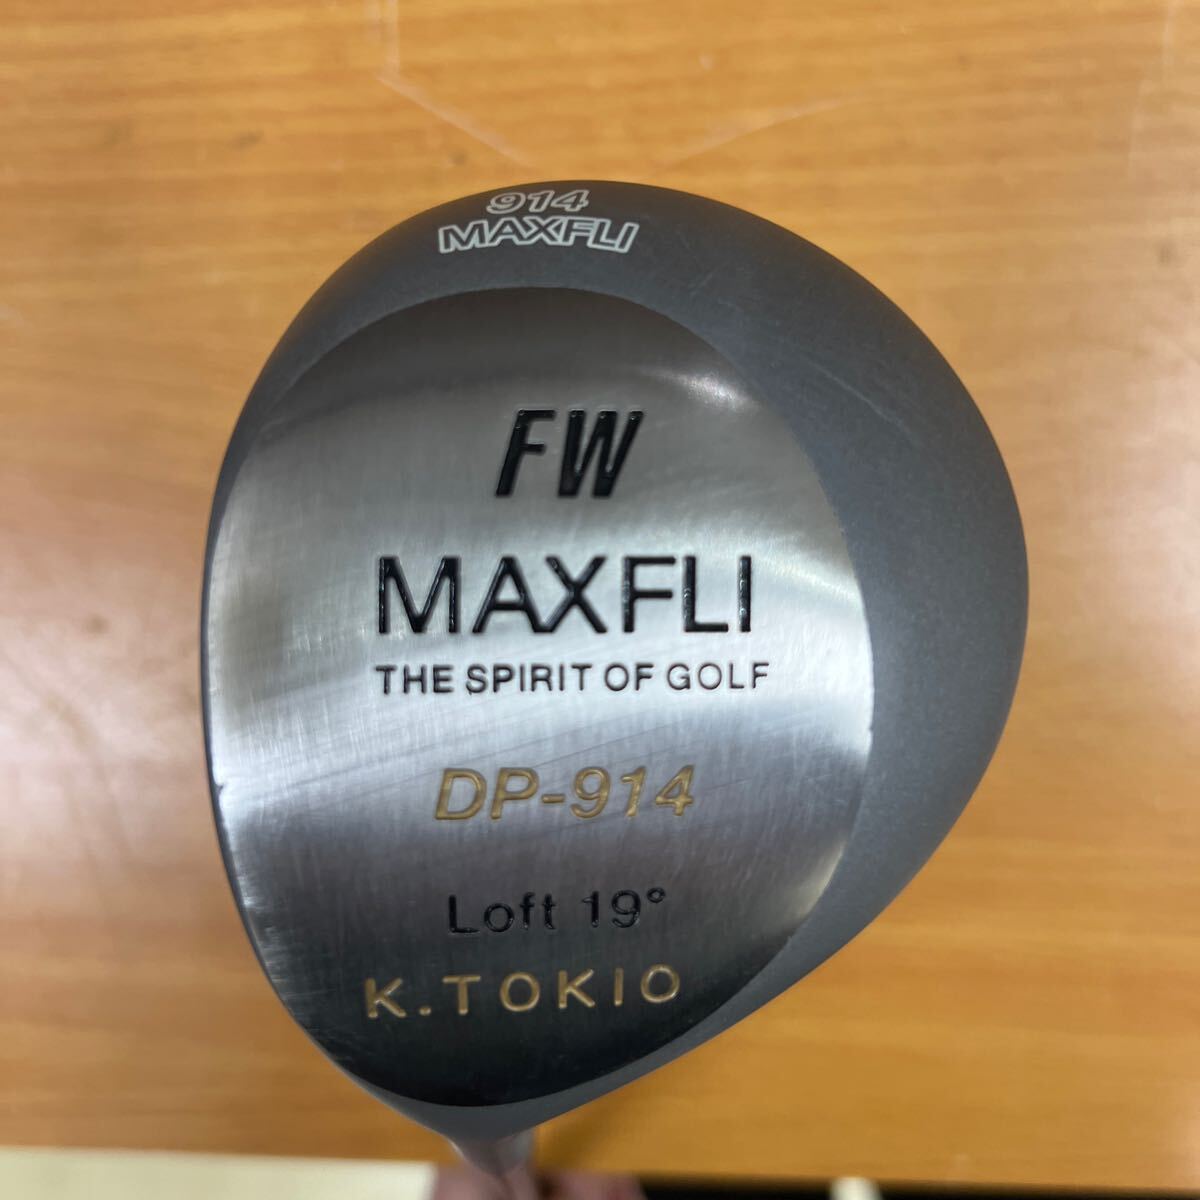 914
MAXFLI
FW
MAXFLI
THE SPIRIT OF GOLF
DP-914
Loft 19°
K.TOKIO